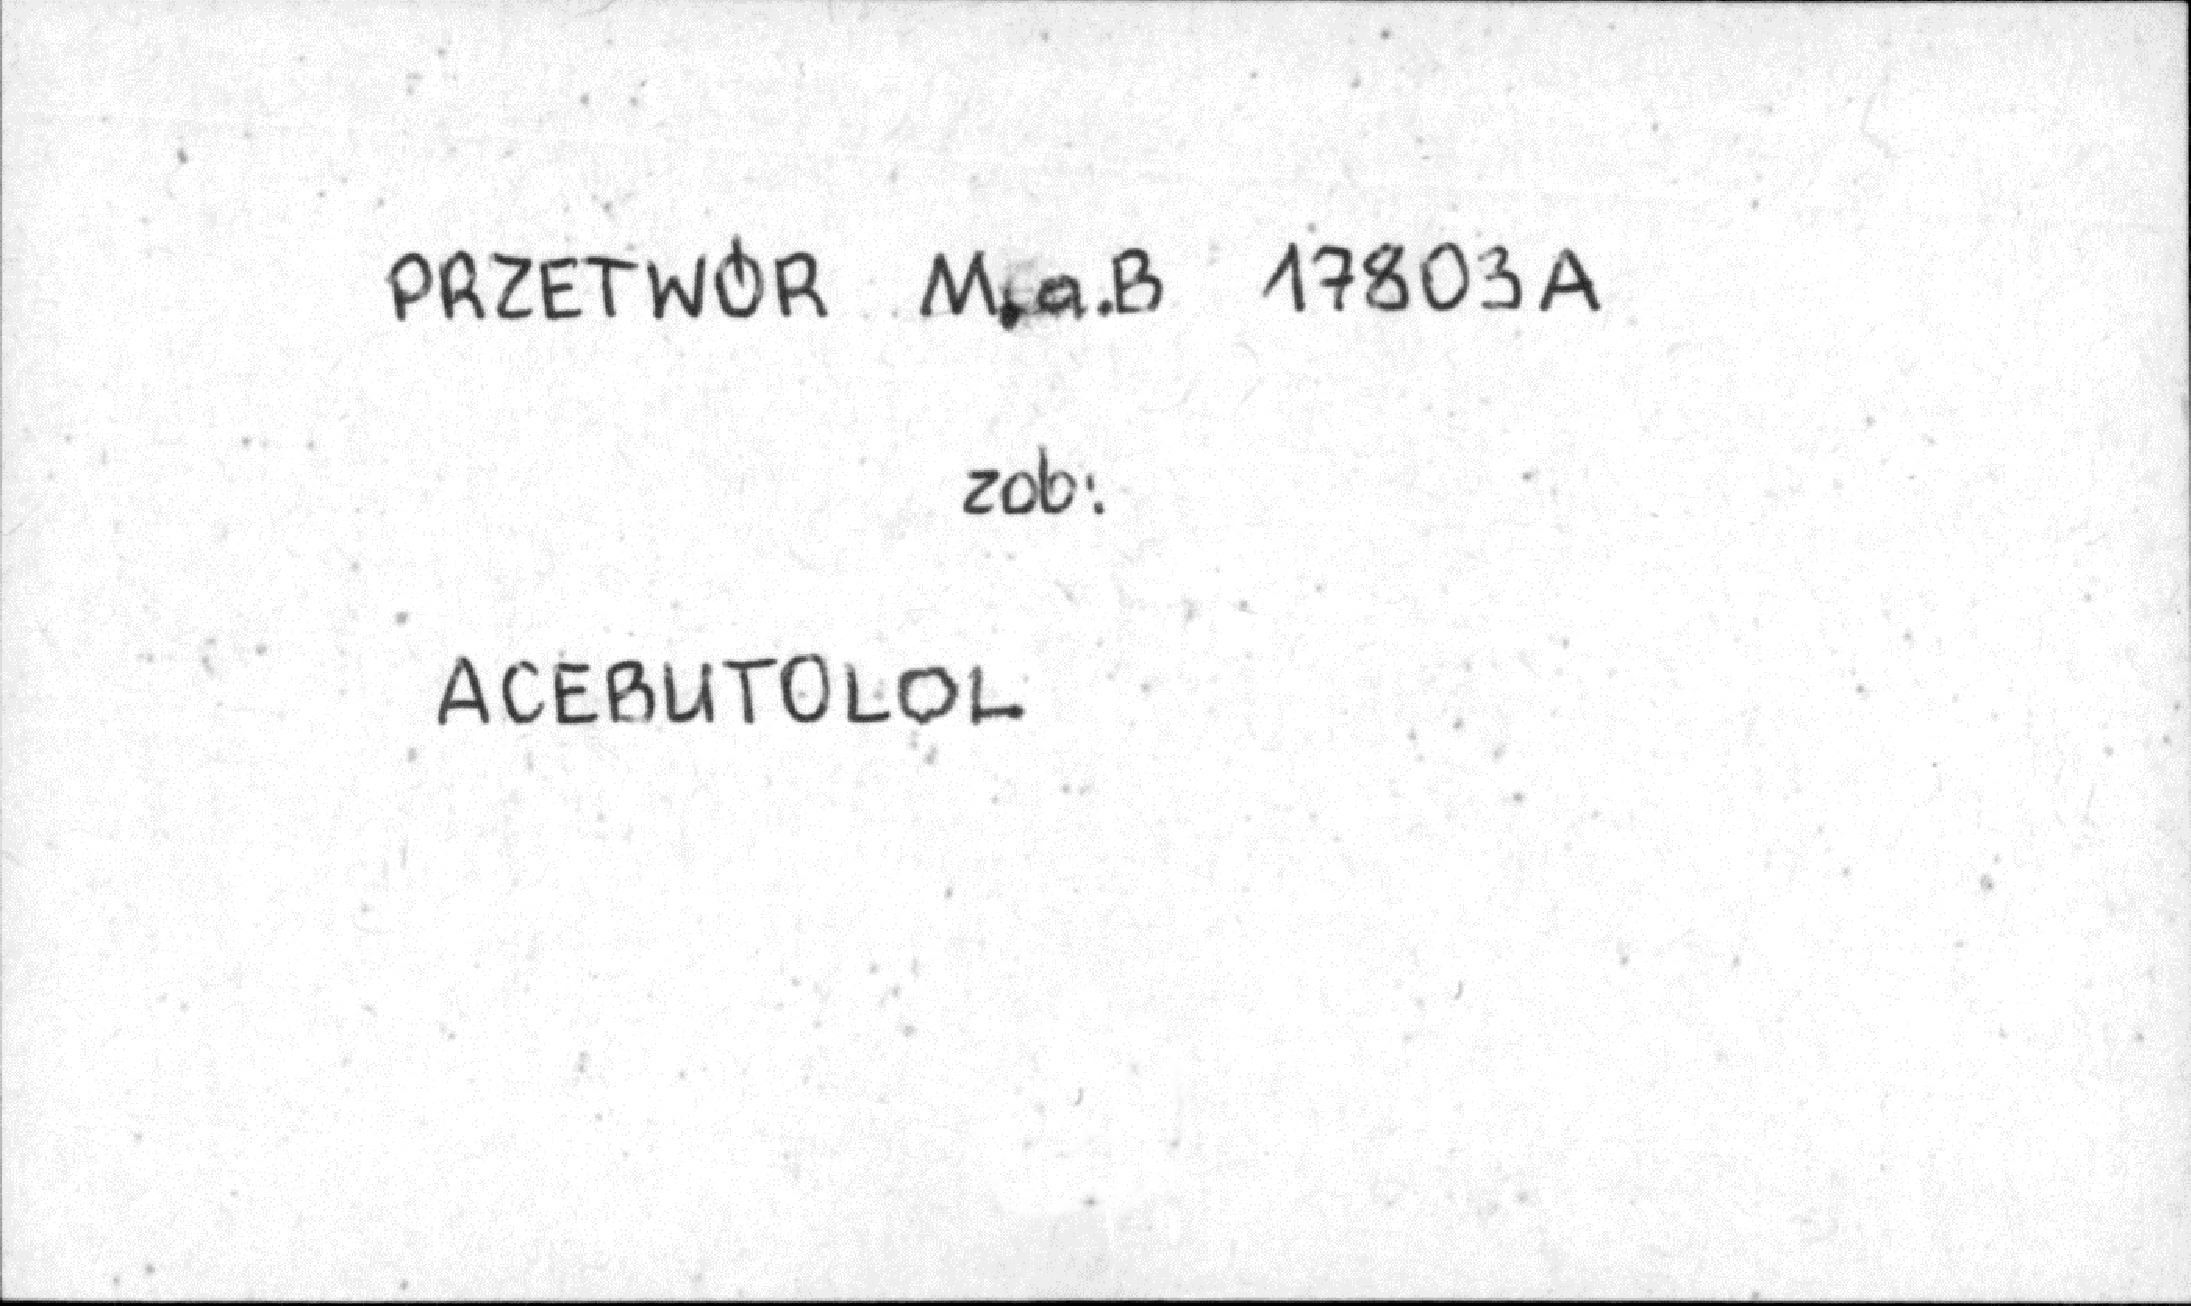 PRZETWÓR M.a.B 17803A
zob:
ACEBUTOLOL